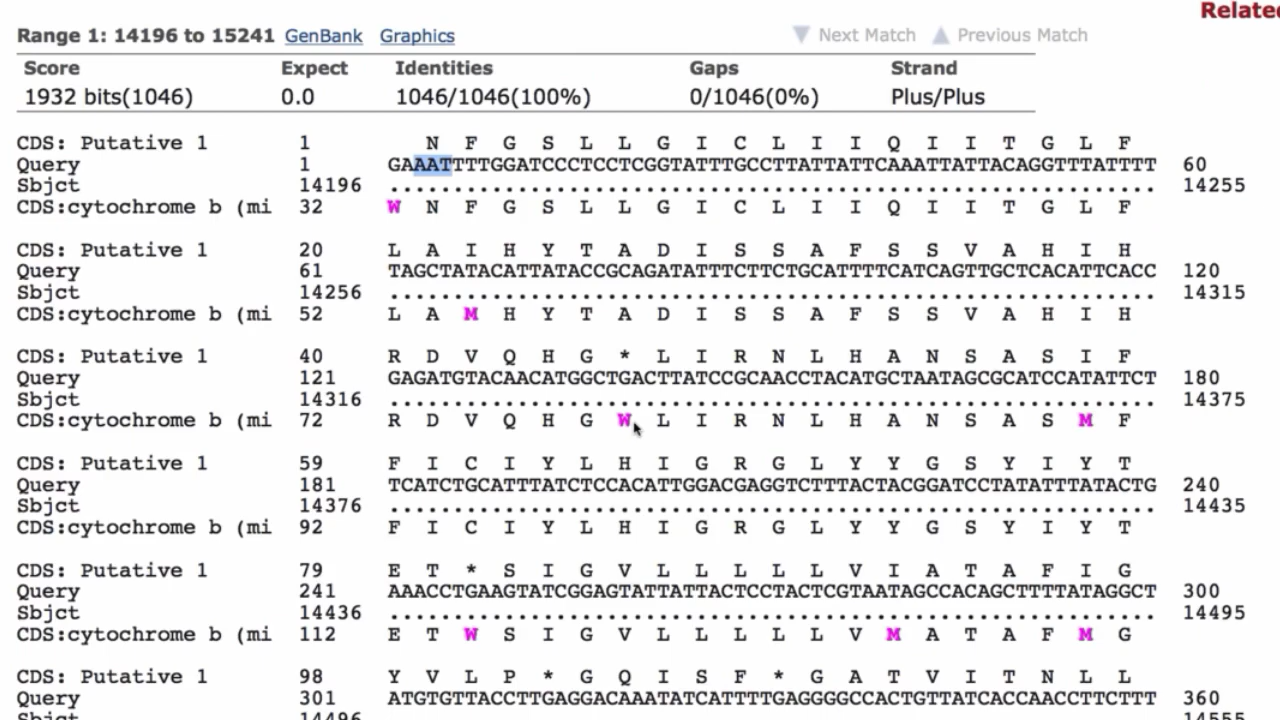 Related
Range 1: 14196 to 15241 GenBank Graphics ▼ Next Match ▲ Previous Match
Score Expect Identities Gaps Strand
1932 bits(1046) 0.0 1046/1046(100%) 0/1046(0%) Plus/Plus
CDS: Putative 1 1 N F G S L L G I C L I I Q I I T G L F
Query 1 GAAATTTTGGATCCCTCCTCGGTATTTGCCTTATTATTCAAATTATTACAGGTTTATTTT 60
Sbjct 14196 ............................................................ 14255
CDS:cytochrome b (mi 32 W N F G S L L G I C L I I Q I I T G L F
CDS: Putative 1 20 L A I H Y T A D I S S A F S S V A H I H
Query 61 TAGCTATACATTATACCGCAGATATTTCTTCTGCATTTTCATCAGTTGCTCACATTCACC 120
Sbjct 14256 ............................................................ 14315
CDS:cytochrome b (mi 52 L A M H Y T A D I S S A F S S V A H I H
CDS: Putative 1 40 R D V Q H G * L I R N L H A N S A S I F
Query 121 GAGATGTACAACATGGCTGACTTATCCGCAACCTACATGCTAATAGCGCATCCATATTCT 180
Sbjct 14316 ............................................................ 14375
CDS:cytochrome b (mi 72 R D V Q H G W L I R N L H A N S A S M F
CDS: Putative 1 59 F I C I Y L H I G R G L Y Y G S Y I Y T
Query 181 TCATCTGCATTTATCTCCACATTGGACGAGGTCTTTACTACGGATCCTATATTTATACTG 240
Sbjct 14376 ............................................................ 14435
CDS:cytochrome b (mi 92 F I C I Y L H I G R G L Y Y G S Y I Y T
CDS: Putative 1 79 E T * S I G V L L L L L V I A T A F I G
Query 241 AAACCTGAAGTATCGGAGTATTATTACTCCTACTCGTAATAGCCACAGCTTTTATAGGCT 300
Sbjct 14436 ............................................................ 14495
CDS:cytochrome b (mi 112 E T W S I G V L L L L L V M A T A F M G
CDS: Putative 1 98 Y V L P * G Q I S F * G A T V I T N L L
Query 301 ATGTGTTACCTTGAGGACAAATATCATTTTGAGGGGCCACTGTTATCACCAACCTTCTTT 360
Sbjct 14496 14555